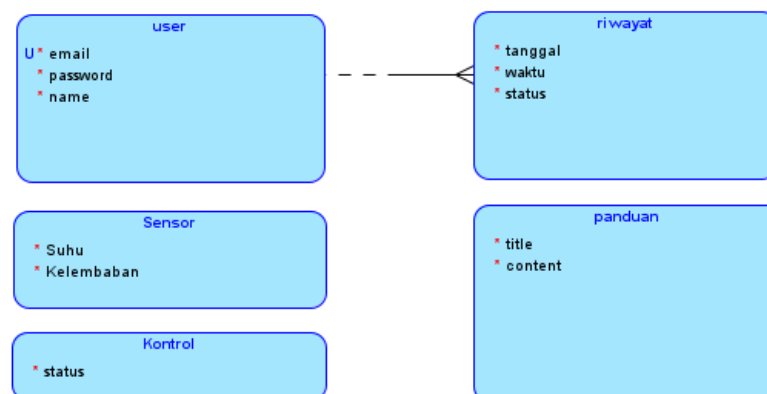 user
U * email
* password
* name
riwayat
* tanggal
* waktu
* status
Sensor
* Suhu
* Kelembaban
panduan
* title
* content
Kontrol
* status